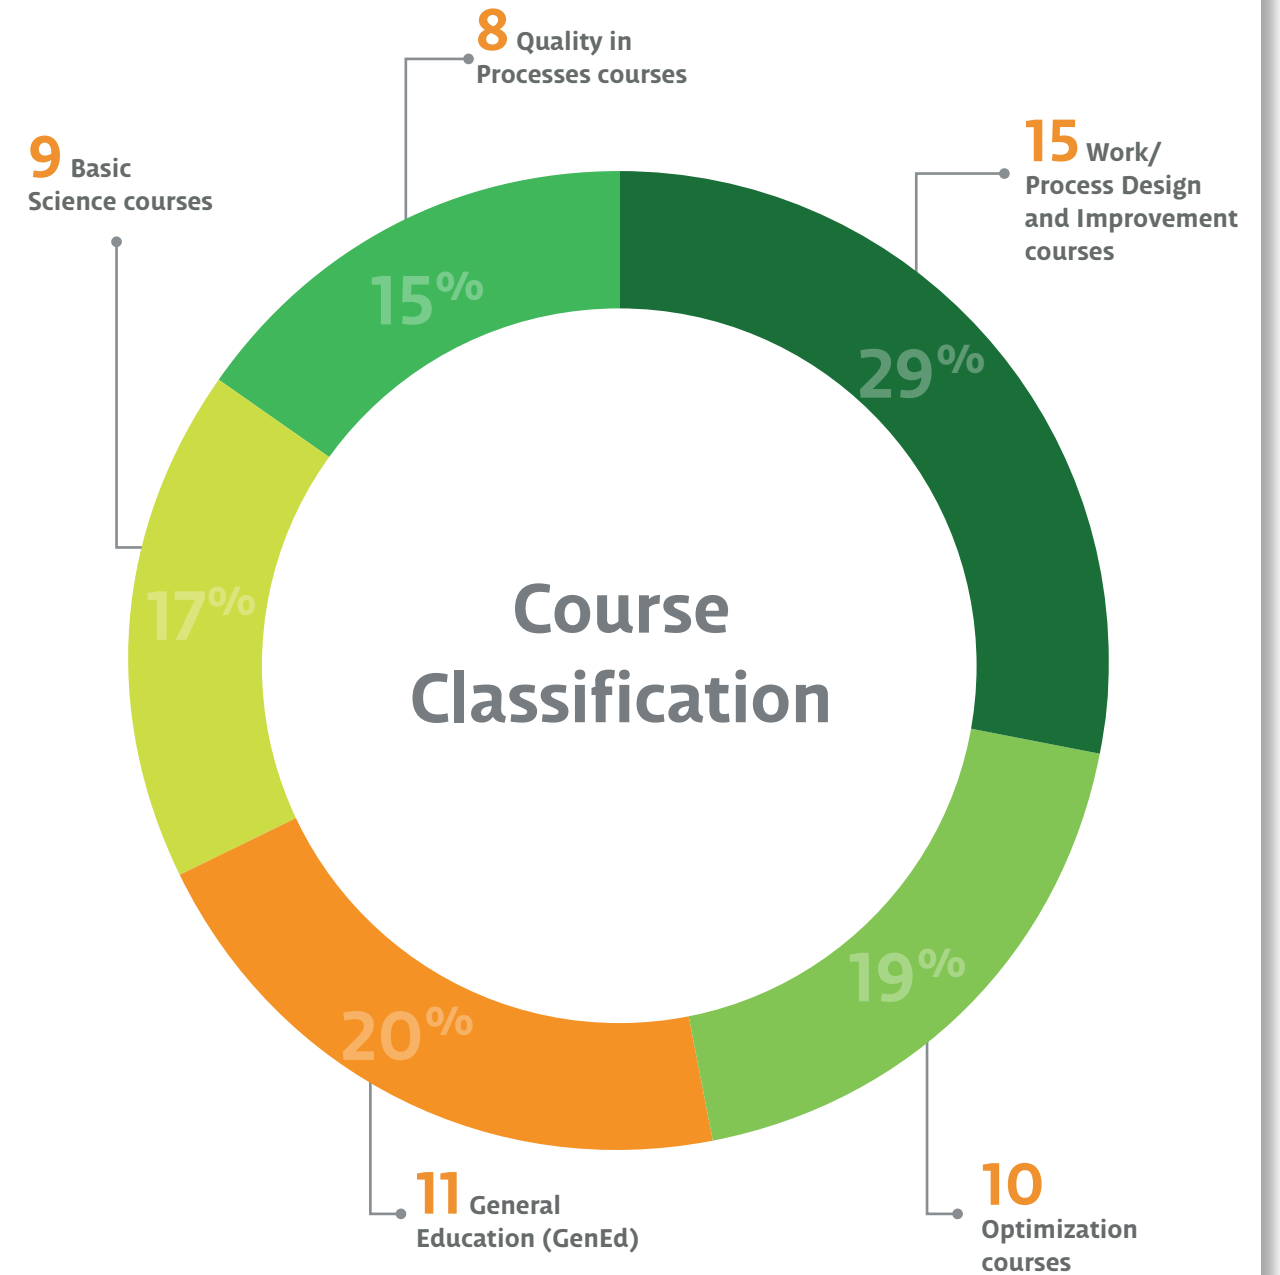 8 Quality in
Processes courses
15 Work/
Process Design
and Improvement
courses
9 Basic
Science courses
15%
29%
17%
Course
Classification
19%
20%
11 General
Education (GenEd)
10
Optimization
courses